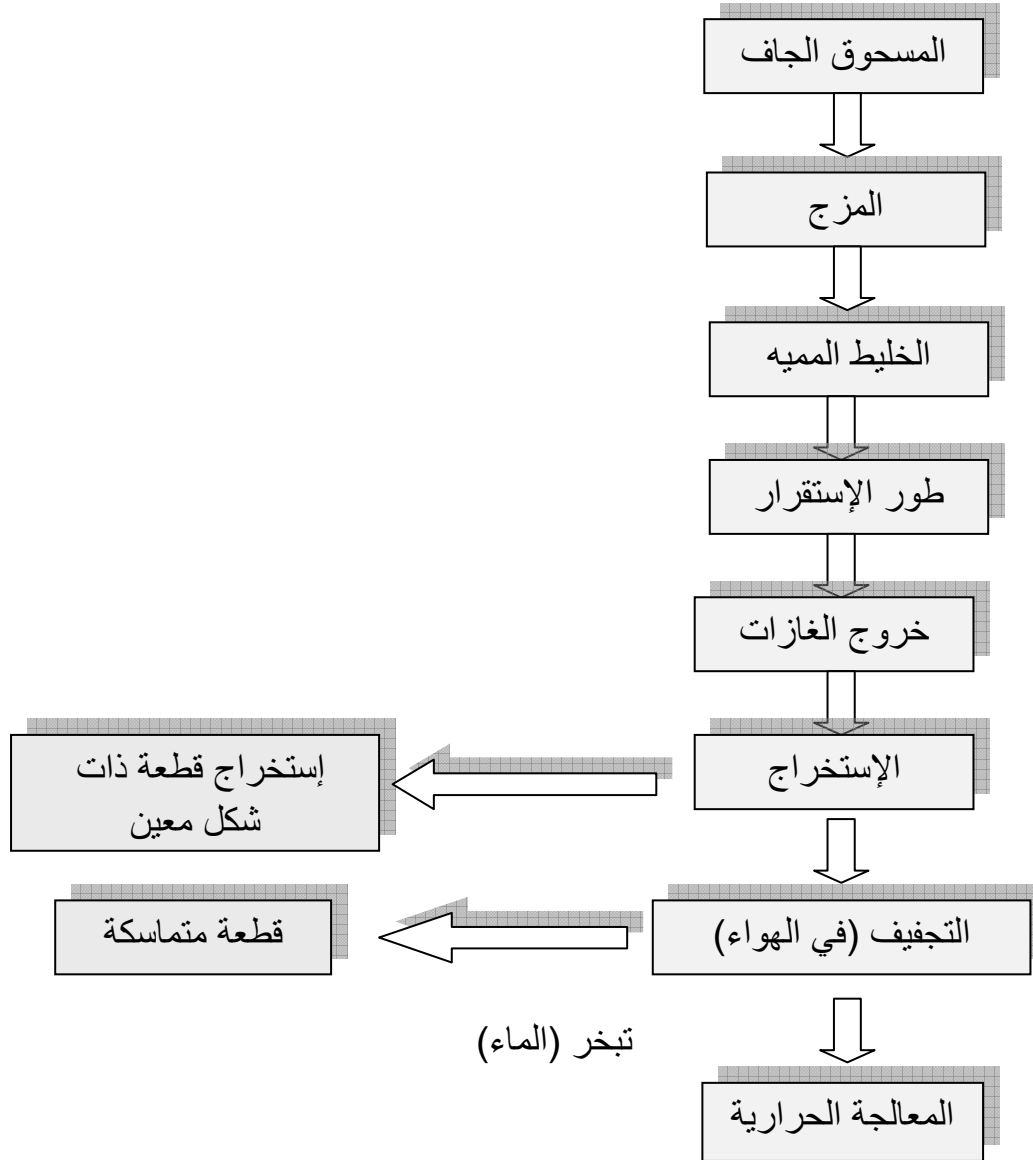 المسحوق الجاف
المزج
الخليط المميه
طور الإستقرار
خروج الغازات
الإستخراج
إستخراج قطعة ذات
شكل معين
التجفيف (في الهواء)
قطعة متماسكة
تبخر (الماء)
المعالجة الحرارية